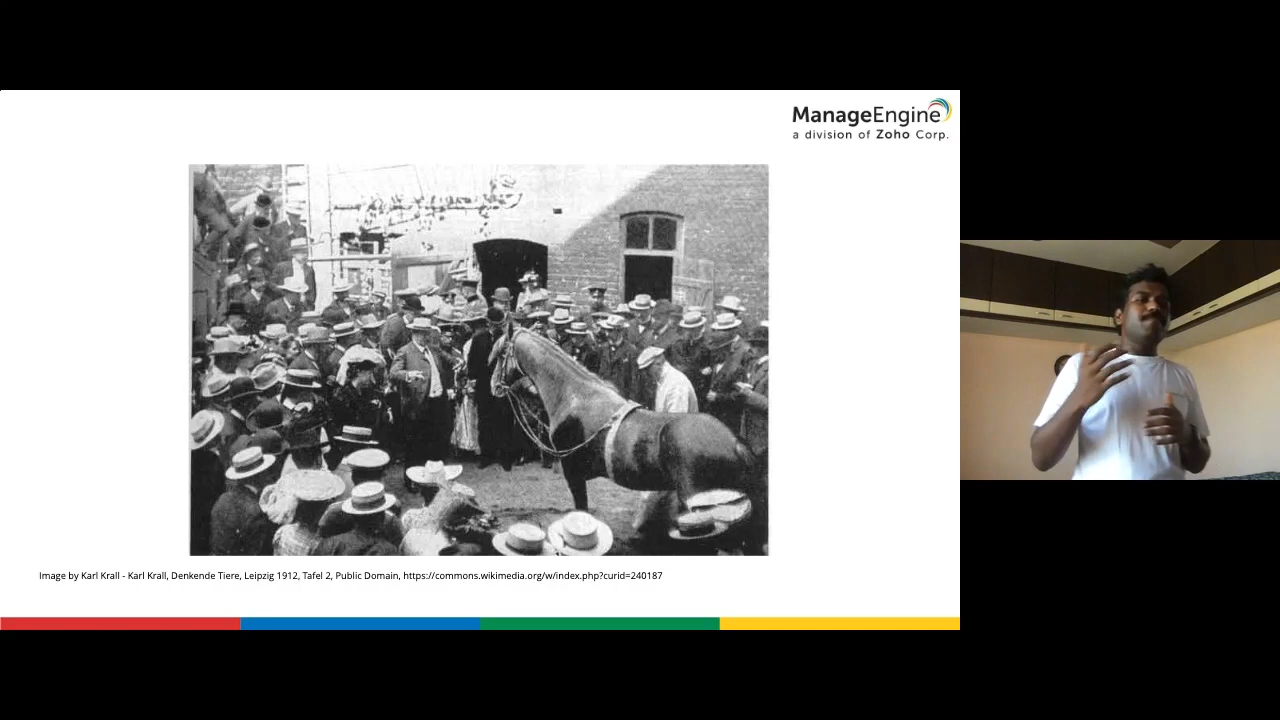 ManageEngine
a division of Zoho Corp.
Image by Karl Krall - Karl Krall, Denkende Tiere, Leipzig 1912, Tafel 2, Public Domain, https://commons.wikimedia.org/w/index.php?curid=240187